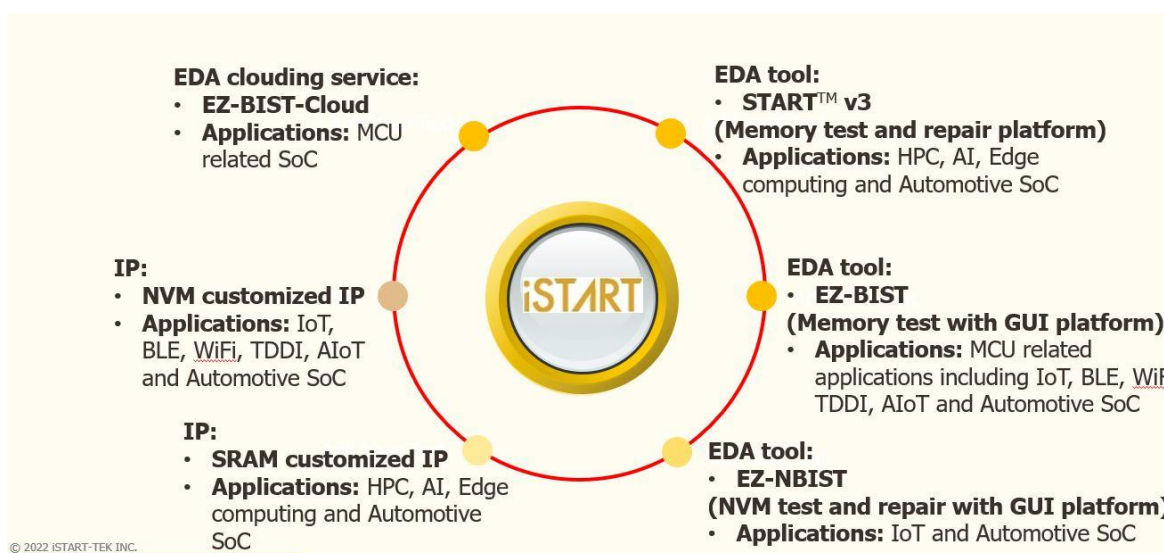 EDA clouding service:
• EZ-BIST-Cloud
• Applications: MCU
related SoC
EDA tool:
• START™ v3
(Memory test and repair platform)
• Applications: HPC, AI, Edge
computing and Automotive SoC
IP:
• NVM customized IP
• Applications: IoT,
BLE, WiFi, TDDI, AIoT
and Automotive SoC
iSTART
EDA tool:
• EZ-BIST
(Memory test with GUI platform)
• Applications: MCU related
applications including IoT, BLE,
TDDI, AIoT and Automotive SoC
IP:
• SRAM customized IP
• Applications: HPC, AI, Edge
computing and Automotive
SoC
EDA tool:
• EZ-NBIST
(NVM test and repair with GUI platform)
• Applications: IoT and Automotive SoC
© 2022 iSTART-TEK INC.